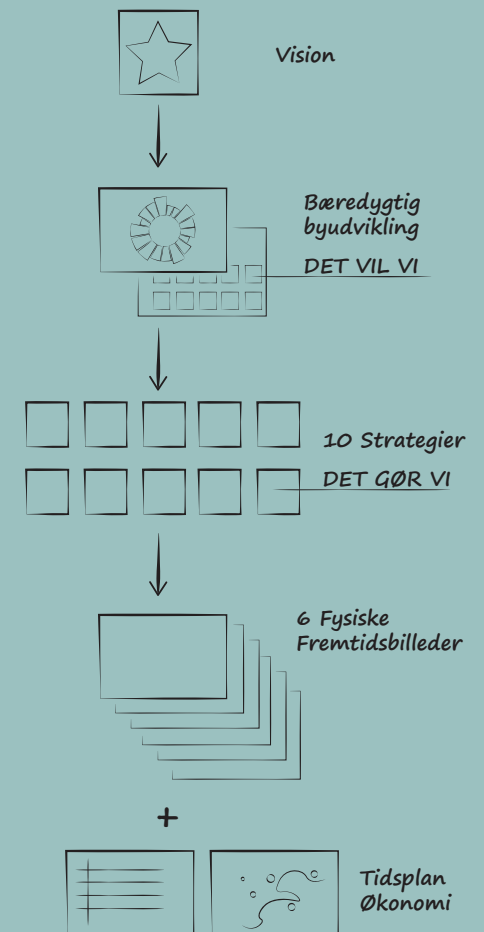 Vision
Bæredygtig
byudvikling
DET VIL VI
10 Strategier
DET GØR VI
6 Fysiske
Fremtidsbilleder
+
Tidsplan
Økonomi